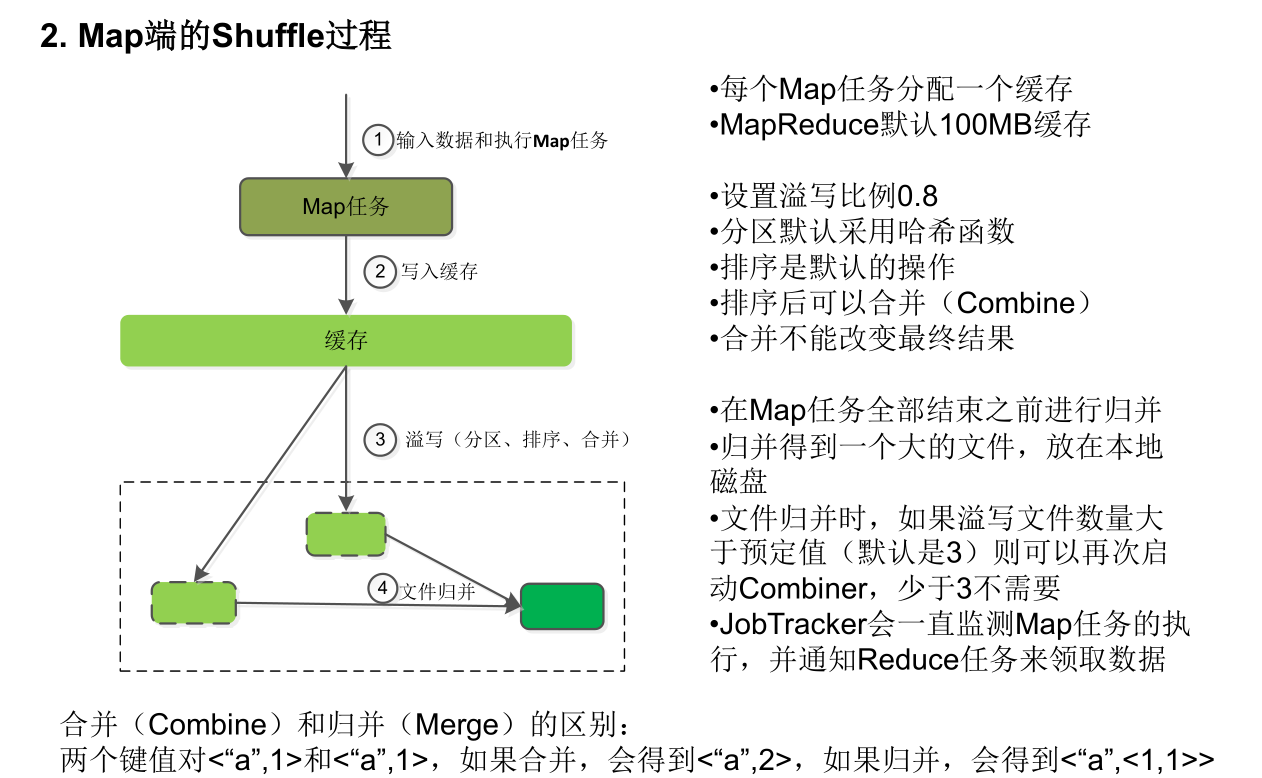 2. Map端的Shuffle过程
1 输入数据和执行Map任务
Map任务
2 写入缓存
缓存
3 溢写（分区、排序、合并）
4 文件归并
•每个Map任务分配一个缓存
•MapReduce默认100MB缓存
•设置溢写比例0.8
•分区默认采用哈希函数
•排序是默认的操作
•排序后可以合并（Combine）
•合并不能改变最终结果
•在Map任务全部结束之前进行归并
•归并得到一个大的文件，放在本地
磁盘
•文件归并时，如果溢写文件数量大
于预定值（默认是3）则可以再次启
动Combiner，少于3不需要
•JobTracker会一直监测Map任务的执
行，并通知Reduce任务来领取数据
合并（Combine）和归并（Merge）的区别：
两个键值对<“a”,1>和<“a”,1>，如果合并，会得到<“a”,2>，如果归并，会得到<“a”,<1,1>>